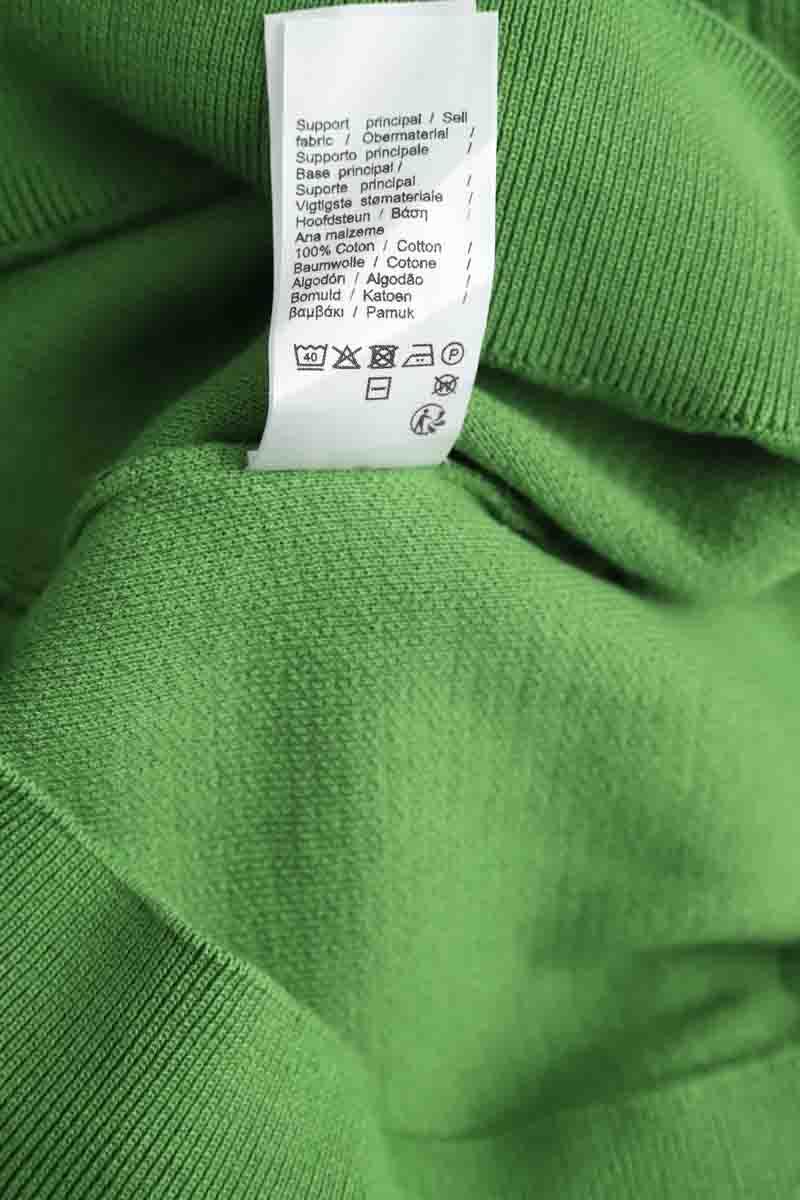 Support principal / Sell
fabric / Obermaterial /
Supporto principale /
Base principal /
Suporte principal /
Vigtigste stømateriale /
Hoofdsteun / Βάση /
Ana malzeme
100% Coton / Cotton /
Baumwolle / Cotone /
Algodón / Algodão /
Bomuld / Katoen /
βαμβάκι / Pamuk
40 P